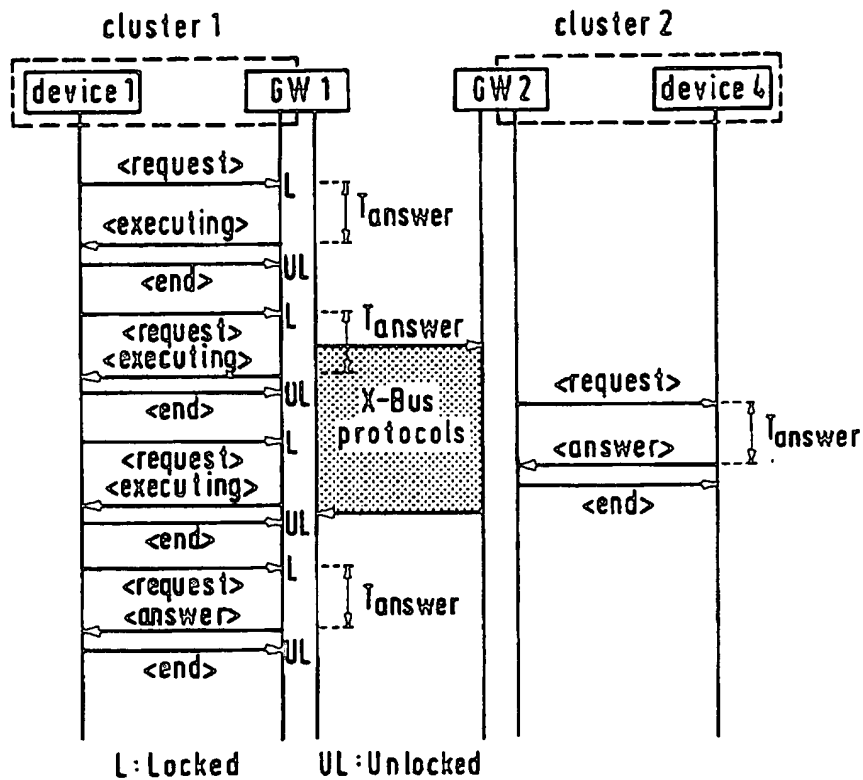 cluster 1
cluster 2
device 1
GW 1
GW 2
device 4
<request>
L
Tanswer
<executing>
UL
<end>
L
Tanswer
<request>
<executing>
UL
<end>
X-Bus
protocols
<request>
Tanswer
<answer>
<end>
L
<request>
<executing>
UL
<end>
L
<request>
Tanswer
<answer>
UL
<end>
L: Locked
UL: Unlocked